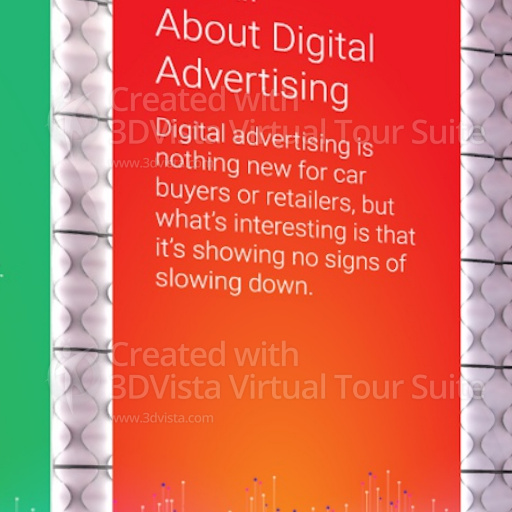 About Digital
Advertising
Digital advertising is
nothing new for car
buyers or retailers, but
what's interesting is that
it's showing no signs of
slowing down.
Created with
3DVista Virtual Tour Suite
www.3dvista.com
Created with
3DVista Virtual Tour Suite
www.3dvista.com